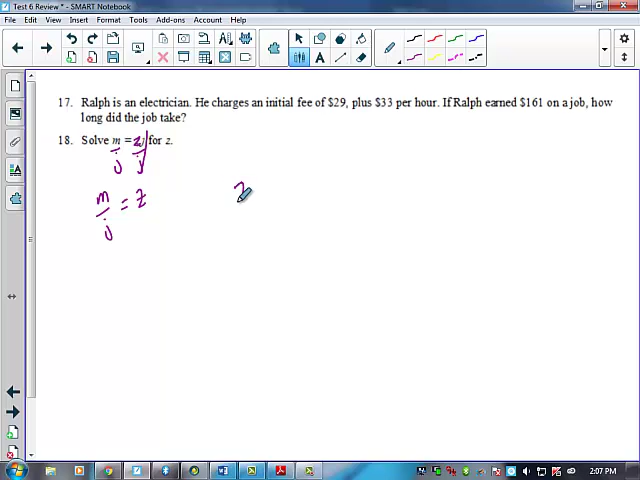 Test 6 Review * - SMART Notebook
File Edit View Insert Format Tools Add-ons Account Help
17. Ralph is an electrician. He charges an initial fee of $29, plus $33 per hour. If Ralph earned $161 on a job, how
long did the job take?
18. Solve m = zj for z.
j j
m = z
j
2:07 PM